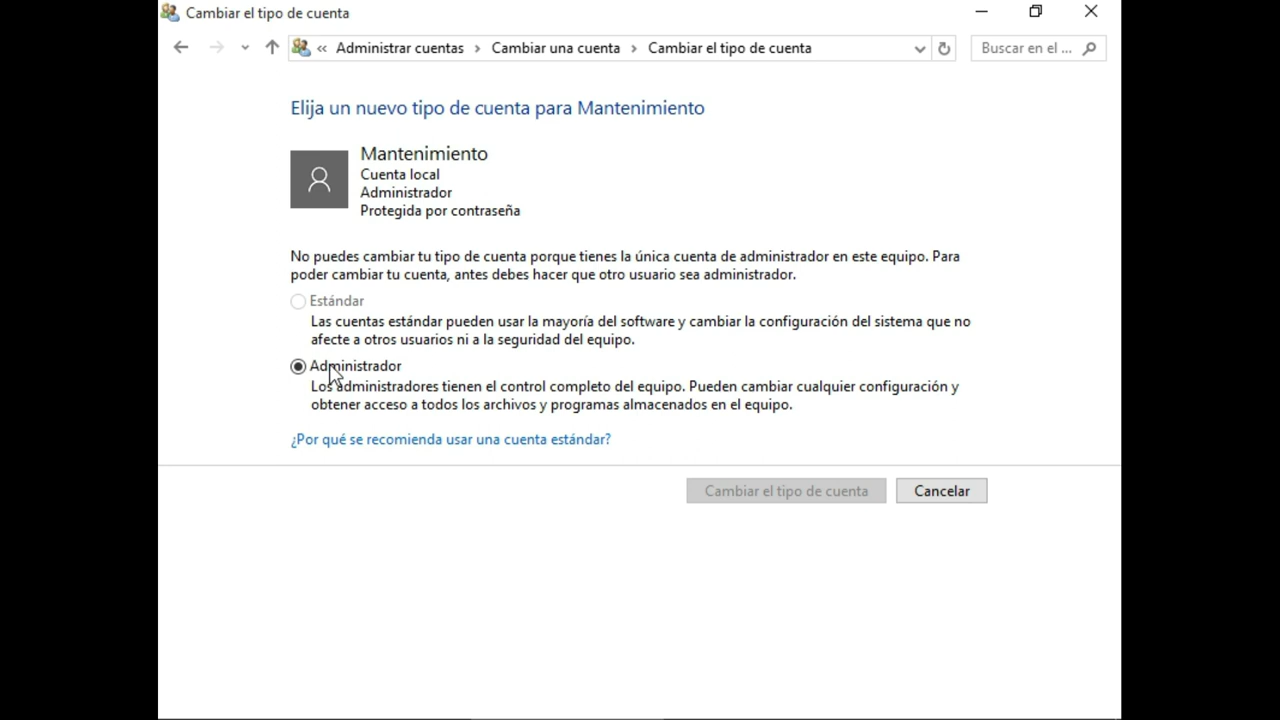 Cambiar el tipo de cuenta
« Administrar cuentas › Cambiar una cuenta › Cambiar el tipo de cuenta
Buscar en el ...
Elija un nuevo tipo de cuenta para Mantenimiento
Mantenimiento
Cuenta local
Administrador
Protegida por contraseña
No puedes cambiar tu tipo de cuenta porque tienes la única cuenta de administrador en este equipo. Para
poder cambiar tu cuenta, antes debes hacer que otro usuario sea administrador.
Estándar
Las cuentas estándar pueden usar la mayoría del software y cambiar la configuración del sistema que no
afecte a otros usuarios ni a la seguridad del equipo.
Administrador
Los administradores tienen el control completo del equipo. Pueden cambiar cualquier configuración y
obtener acceso a todos los archivos y programas almacenados en el equipo.
¿Por qué se recomienda usar una cuenta estándar?
Cambiar el tipo de cuenta
Cancelar